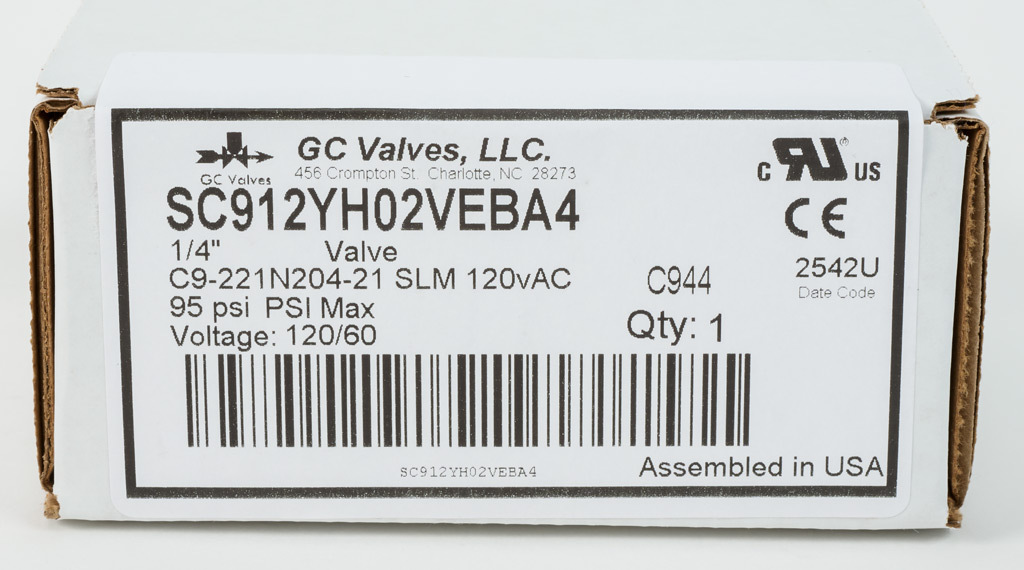 GC Valves, LLC.
456 Crompton St. Charlotte, NC 28273
GC Valves
SC912YH02VEBA4
1/4" Valve
C9-221N204-21 SLM 120vAC
95 psi PSI Max
Voltage: 120/60
C944
Qty: 1
C RU® US
CE
2542U
Date Code
SC912YH02VEBA4
Assembled in USA